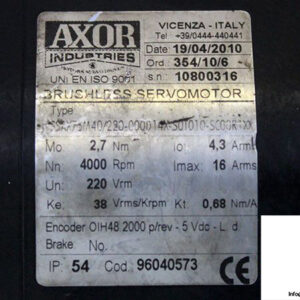 AXOR
INDUSTRIES
VICENZA - ITALY
Tel +39/0444-440441
Date: 19/04/2010
Ord: 354/10/6
s.n. 10800316
UNI EN ISO 9001
BRUSHLESS SERVOMOTOR
Type
Mo: 2,7 Nm Io: 4,3 Arms
Nn: 4000 Rpm Imax: 16 Arms
Un: 220 Vrm
Ke: 38 Vrms/Krpm Kt: 0,68 Nm/A
Encoder OIH48 2000 p/rev - 5 Vdc - L d
Brake No.
IP 54 Cod. 96040573 CE